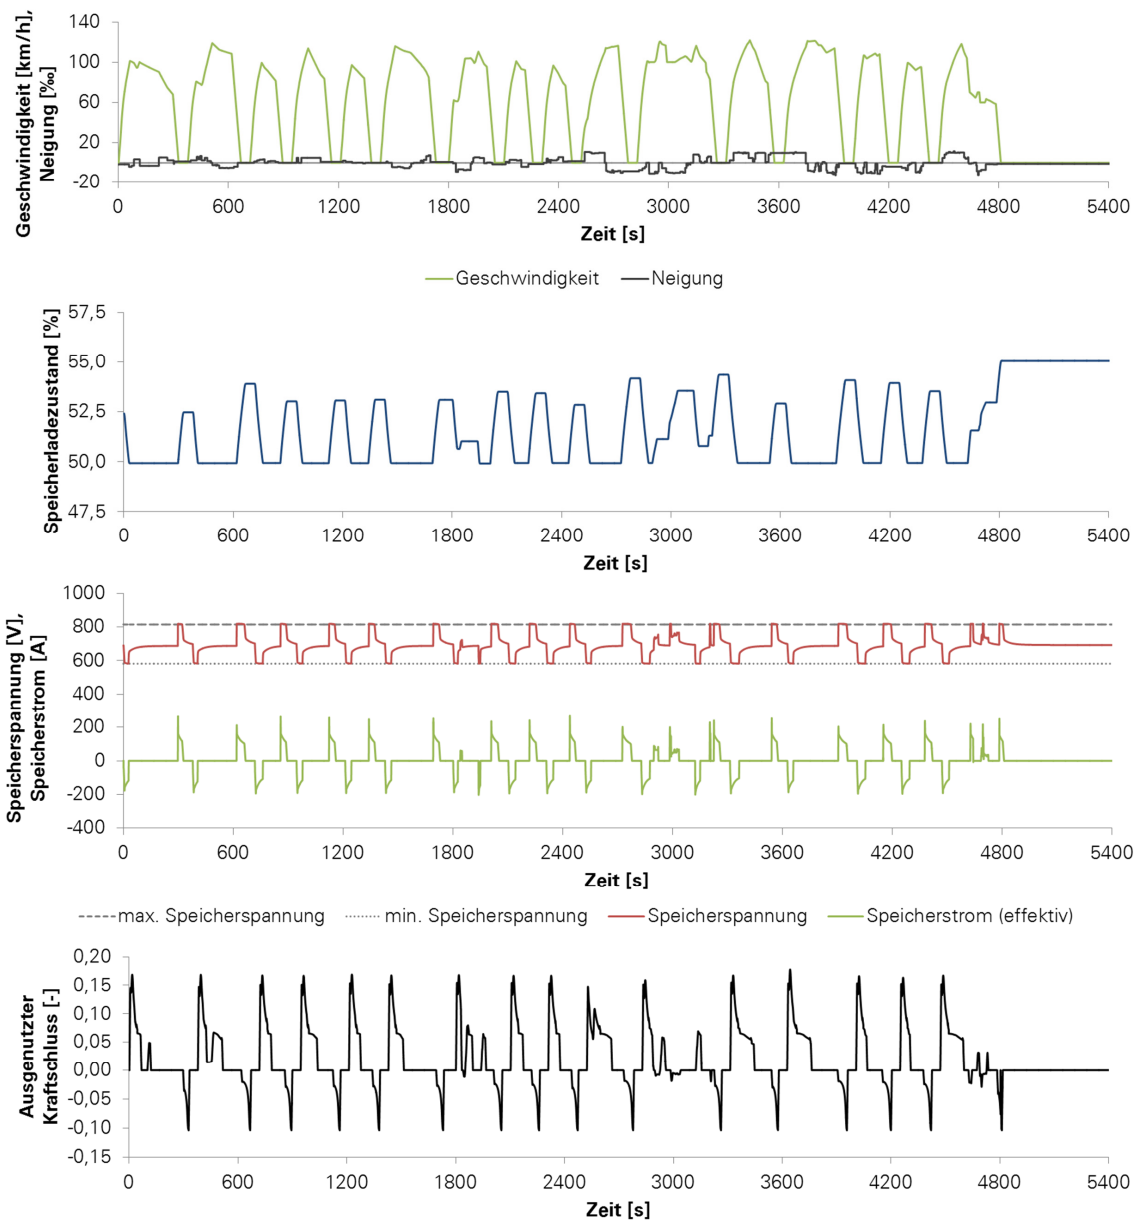 Geschwindigkeit [km/h],
Neigung [‰]
140
100
60
20
-20
0 600 1200 1800 2400 3000 3600 4200 4800 5400
Zeit [s]
Geschwindigkeit Neigung
Speicherladezustand [%]
57,5
55,0
52,5
50,0
47,5
0 600 1200 1800 2400 3000 3600 4200 4800 5400
Zeit [s]
Speicherspannung [V],
Speicherstrom [A]
1000
800
600
400
200
0
-200
-400
0 600 1200 1800 2400 3000 3600 4200 4800 5400
Zeit [s]
max. Speicherspannung min. Speicherspannung Speicherspannung Speicherstrom (effektiv)
Ausgenutzter
Kraftschluss [-]
0,20
0,15
0,10
0,05
0,00
-0,05
-0,10
-0,15
0 600 1200 1800 2400 3000 3600 4200 4800 5400
Zeit [s]